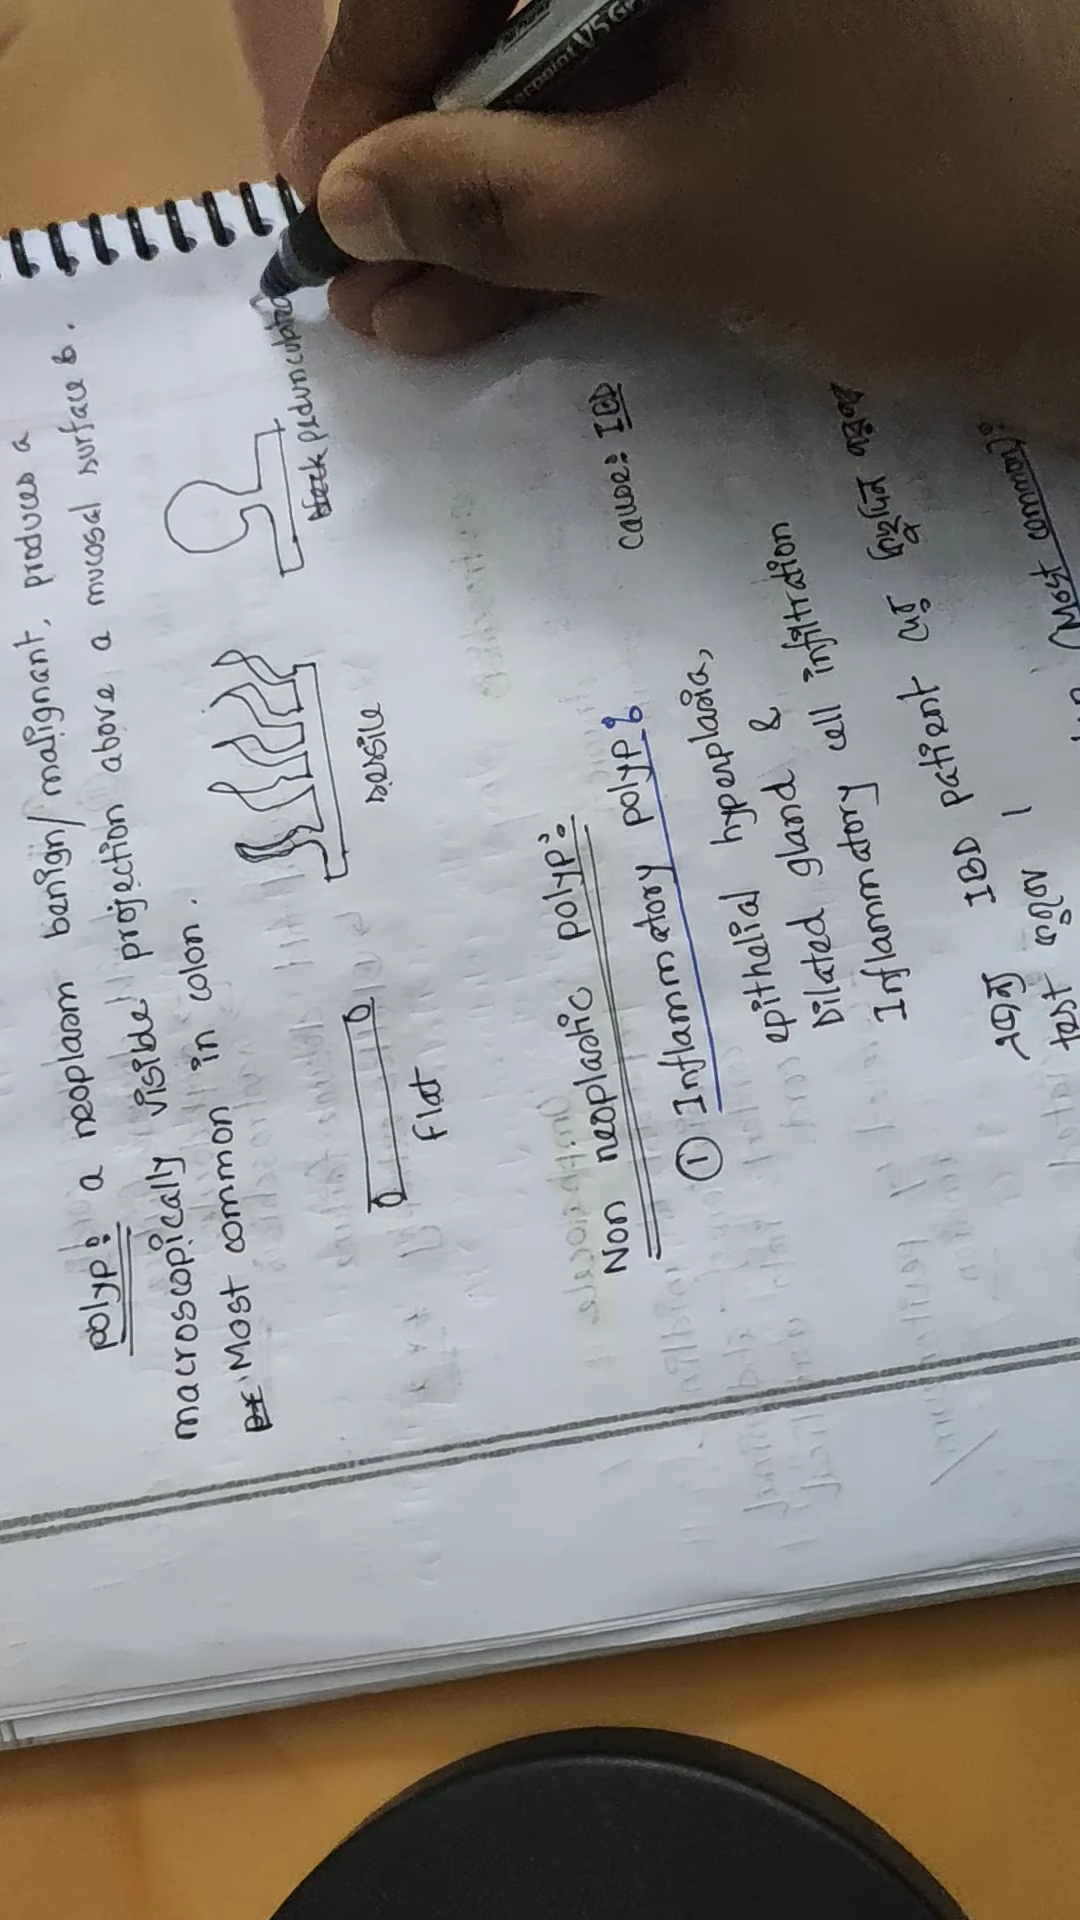 polyp: a neoplasm benign/malignant, produces a
macroscopically visible projection above a mucosal surface.
Most common in colon.
flat
sessile
pedunculated
Non neoplastic polyp:
① Inflammatory polyp: cause: IBD
epithelial hyperplasia,
Dilated gland &
Inflammatory cell infiltration
IBD patient
test
(Most common):
V5 Gr